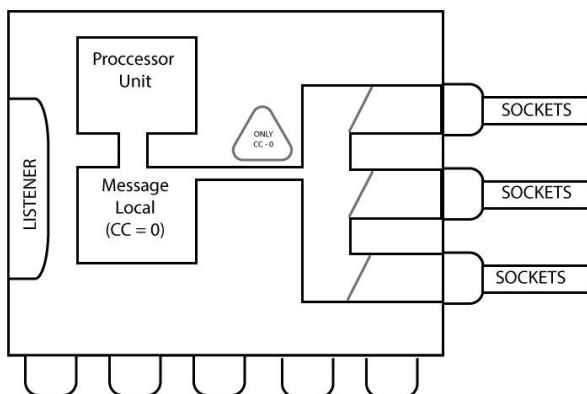 Proccessor
Unit
ONLY
CC - 0
LISTENER
Message
Local
(CC = 0)
SOCKETS
SOCKETS
SOCKETS